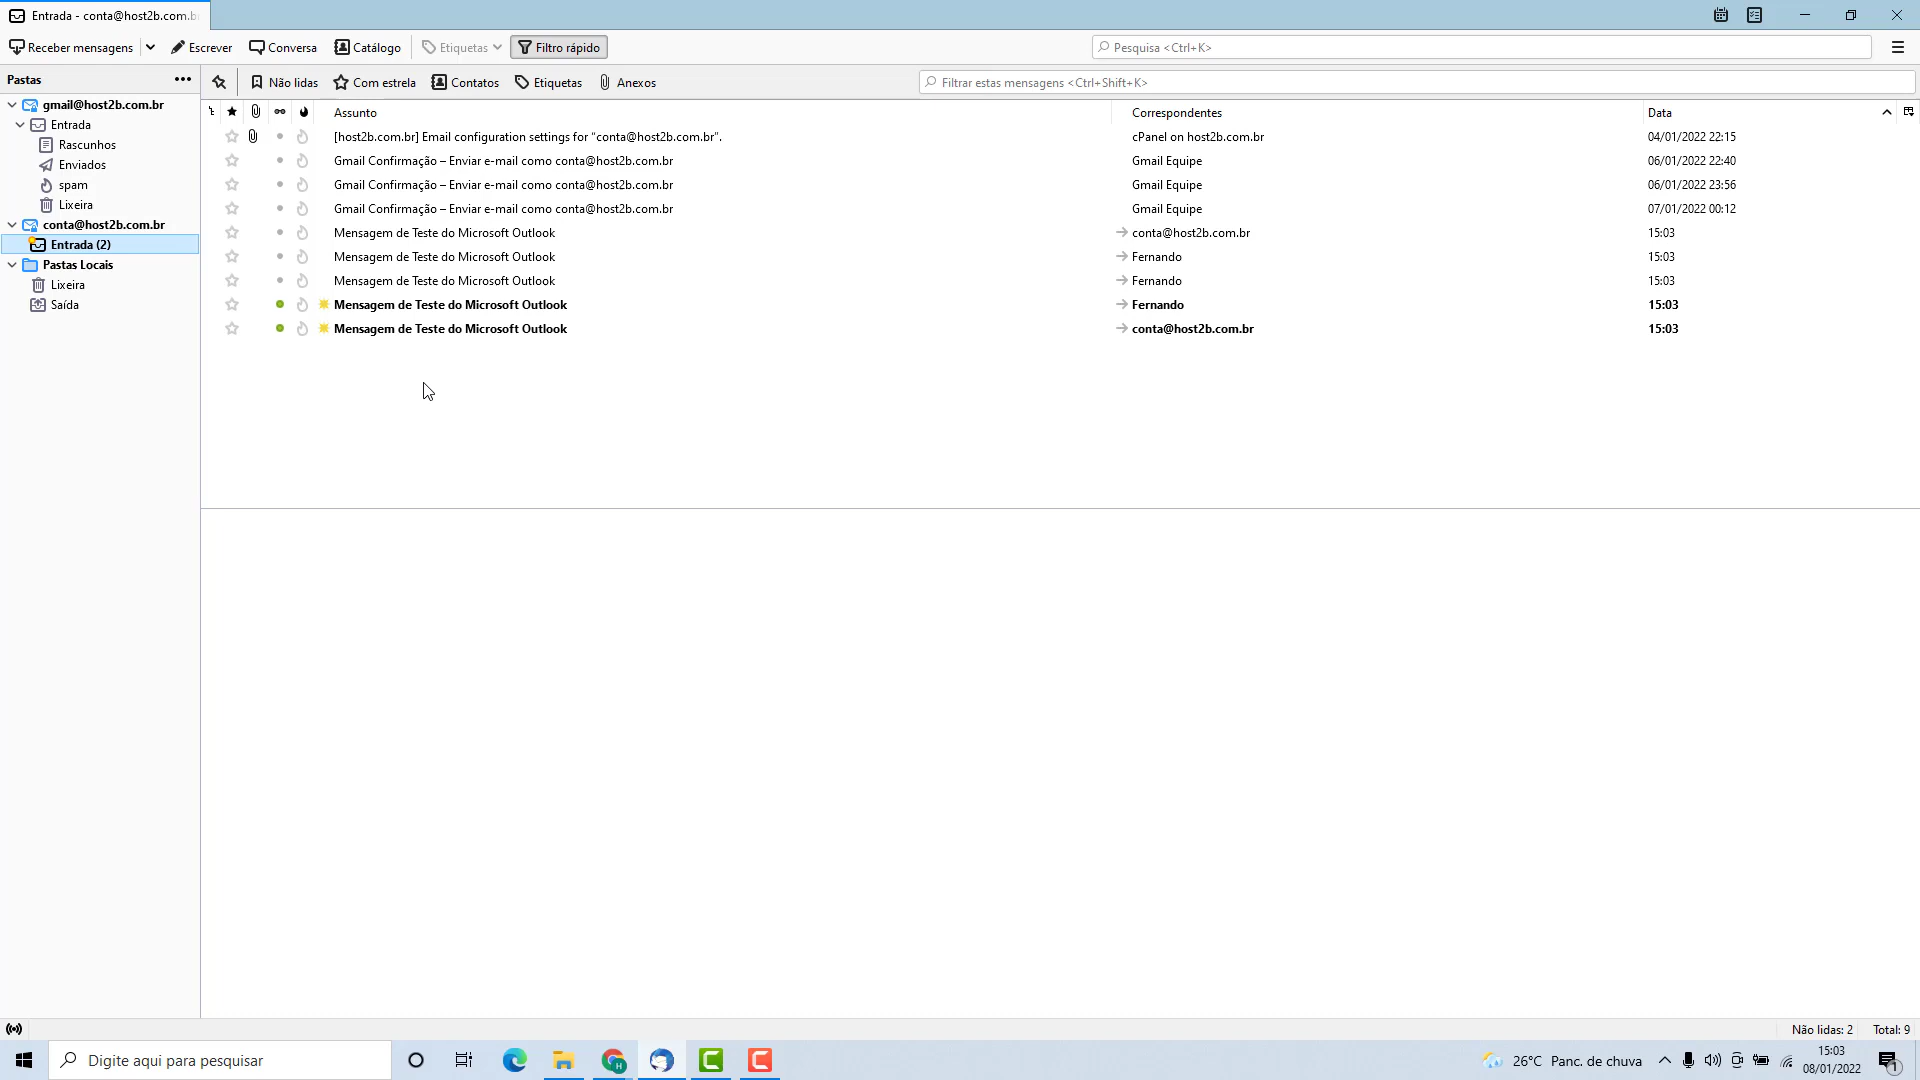 Entrada - conta@host2b.com.b
Receber mensagens Escrever Conversa Catálogo Etiquetas Filtro rápido Pesquisa <Ctrl+K>
Pastas Não lidas Com estrela Contatos Etiquetas Anexos Filtrar estas mensagens <Ctrl+Shift+K>
gmail@host2b.com.br
Entrada
Rascunhos
Enviados
spam
Lixeira
conta@host2b.com.br
Entrada (2)
Pastas Locais
Lixeira
Saída
Assunto Correspondentes Data
[host2b.com.br] Email configuration settings for “conta@host2b.com.br”. cPanel on host2b.com.br 04/01/2022 22:15
Gmail Confirmação – Enviar e-mail como conta@host2b.com.br Gmail Equipe 06/01/2022 22:40
Gmail Confirmação – Enviar e-mail como conta@host2b.com.br Gmail Equipe 06/01/2022 23:56
Gmail Confirmação – Enviar e-mail como conta@host2b.com.br Gmail Equipe 07/01/2022 00:12
Mensagem de Teste do Microsoft Outlook conta@host2b.com.br 15:03
Mensagem de Teste do Microsoft Outlook Fernando 15:03
Mensagem de Teste do Microsoft Outlook Fernando 15:03
Mensagem de Teste do Microsoft Outlook Fernando 15:03
Mensagem de Teste do Microsoft Outlook conta@host2b.com.br 15:03
Não lidas: 2 Total: 9
Digite aqui para pesquisar H 26°C Panc. de chuva 15:03
08/01/2022 1